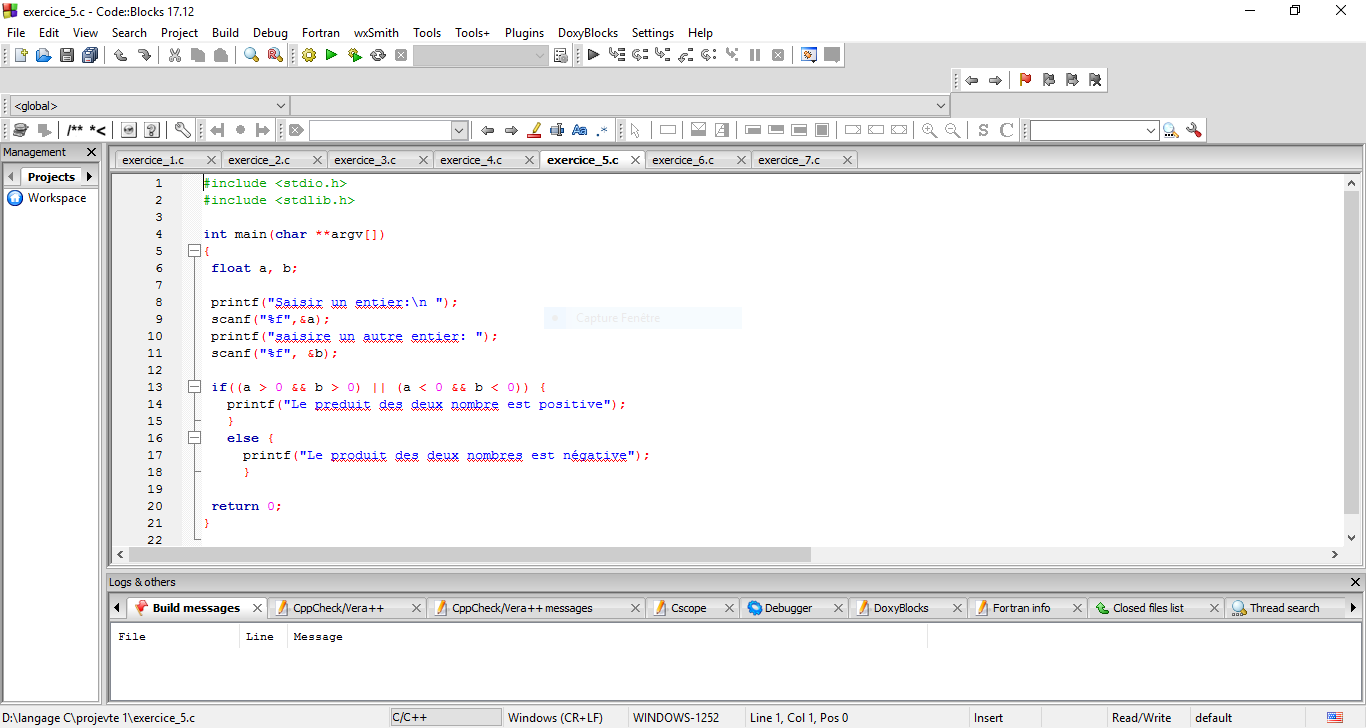 exercice_5.c - Code::Blocks 17.12
File Edit View Search Project Build Debug Fortran wxSmith Tools Tools+ Plugins DoxyBlocks Settings Help
<global>
/** *< Aa .* S C
Management
Projects
Workspace
exercice_1.c exercice_2.c exercice_3.c exercice_4.c exercice_5.c exercice_6.c exercice_7.c
1 #include <stdio.h>
2 #include <stdlib.h>
3
4 int main(char **argv[])
5 {
6 float a, b;
7
8 printf("Saisir un entier:\n ");
9 scanf("%f",&a);
10 printf("saisire un autre entier: ");
11 scanf("%f", &b);
12
13 if((a > 0 && b > 0) || (a < 0 && b < 0)) {
14 printf("Le preduit des deux nombre est positive");
15 }
16 else {
17 printf("Le produit des deux nombres est négative");
18 }
19
20 return 0;
21 }
22
Capture Fenêtre
Logs & others
Build messages CppCheck/Vera++ CppCheck/Vera++ messages Cscope Debugger DoxyBlocks Fortran info Closed files list Thread search
File Line Message
D:\langage C\projevte 1\exercice_5.c C/C++ Windows (CR+LF) WINDOWS-1252 Line 1, Col 1, Pos 0 Insert Read/Write default